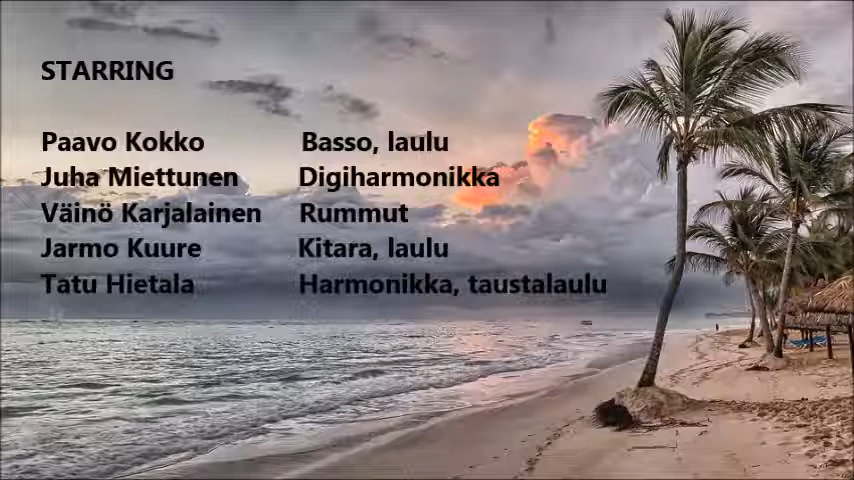 STARRING
Paavo Kokko Basso, laulu
Juha Miettunen Digiharmonikka
Väinö Karjalainen Rummut
Jarmo Kuure Kitara, laulu
Tatu Hietala Harmonikka, taustalaulu